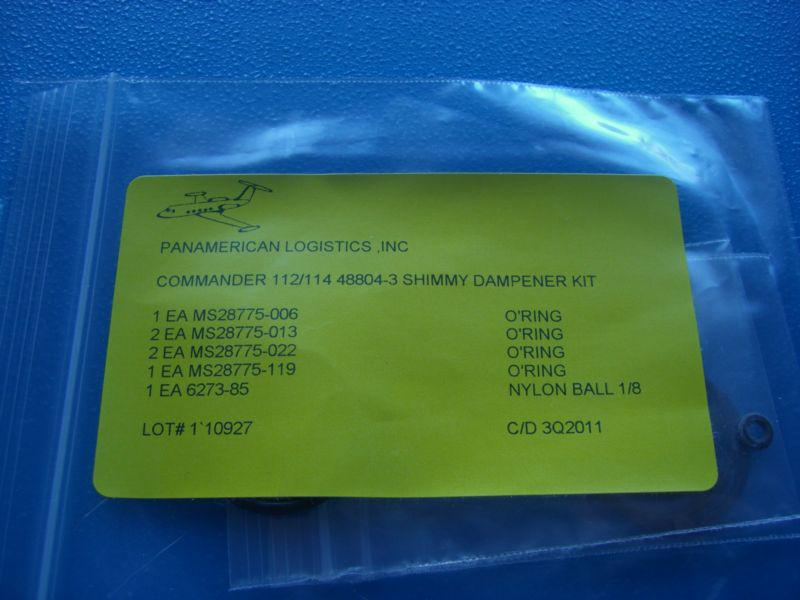 PANAMERICAN LOGISTICS ,INC
COMMANDER 112/114 48804-3 SHIMMY DAMPENER KIT
1 EA MS28775-006 O'RING
2 EA MS28775-013 O'RING
2 EA MS28775-022 O'RING
1 EA MS28775-119 O'RING
1 EA 6273-85 NYLON BALL 1/8
LOT# 1`10927 C/D 3Q2011